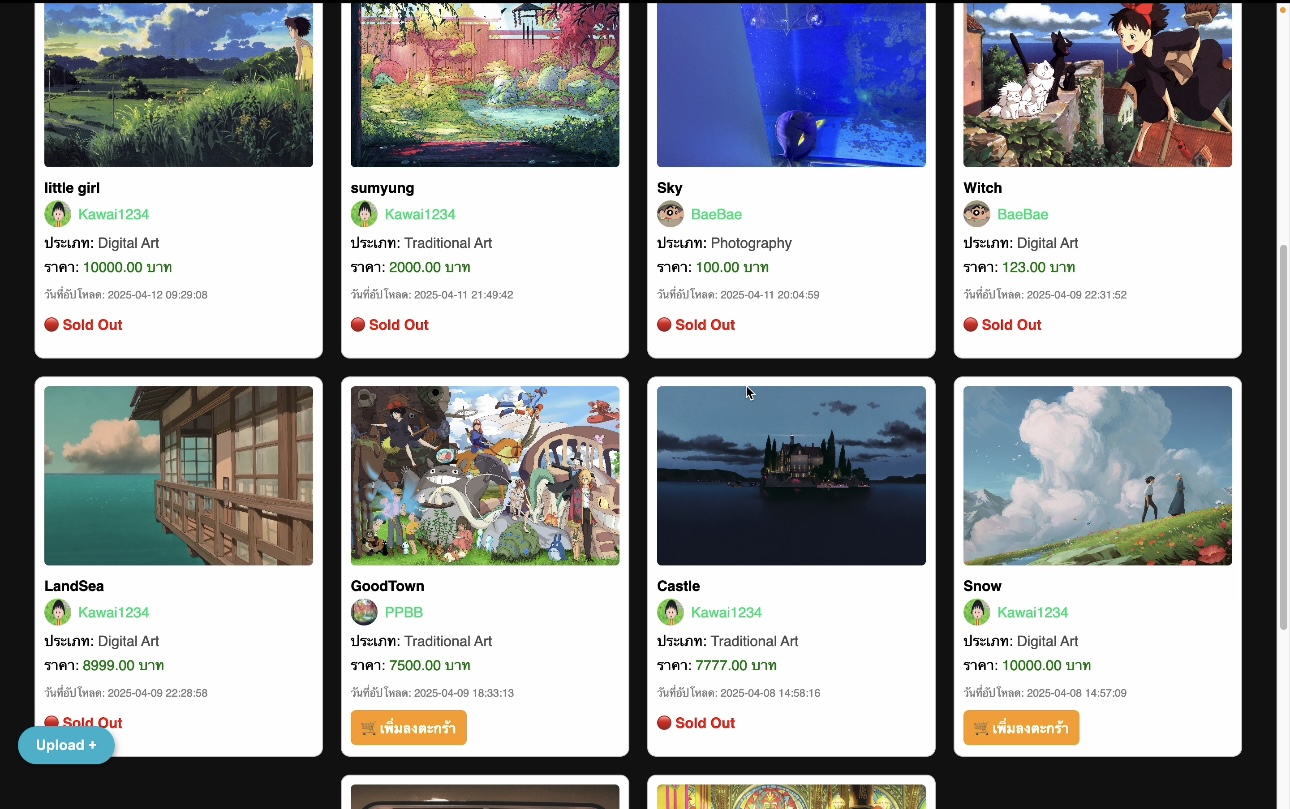 little girl
Kawai1234
ประเภท: Digital Art
ราคา: 10000.00 บาท
วันที่อัปโหลด: 2025-04-12 09:29:08
🔴 Sold Out
sumyung
Kawai1234
ประเภท: Traditional Art
ราคา: 2000.00 บาท
วันที่อัปโหลด: 2025-04-11 21:49:42
🔴 Sold Out
Sky
BaeBae
ประเภท: Photography
ราคา: 100.00 บาท
วันที่อัปโหลด: 2025-04-11 20:04:59
🔴 Sold Out
Witch
BaeBae
ประเภท: Digital Art
ราคา: 123.00 บาท
วันที่อัปโหลด: 2025-04-09 22:31:52
🔴 Sold Out
LandSea
Kawai1234
ประเภท: Digital Art
ราคา: 8999.00 บาท
วันที่อัปโหลด: 2025-04-09 22:28:58
🔴 Sold Out
GoodTown
PPBB
ประเภท: Traditional Art
ราคา: 7500.00 บาท
วันที่อัปโหลด: 2025-04-09 18:33:13
🛒 เพิ่มลงตะกร้า
Castle
Kawai1234
ประเภท: Traditional Art
ราคา: 7777.00 บาท
วันที่อัปโหลด: 2025-04-08 14:58:16
🔴 Sold Out
Snow
Kawai1234
ประเภท: Digital Art
ราคา: 10000.00 บาท
วันที่อัปโหลด: 2025-04-08 14:57:09
🛒 เพิ่มลงตะกร้า
Upload +